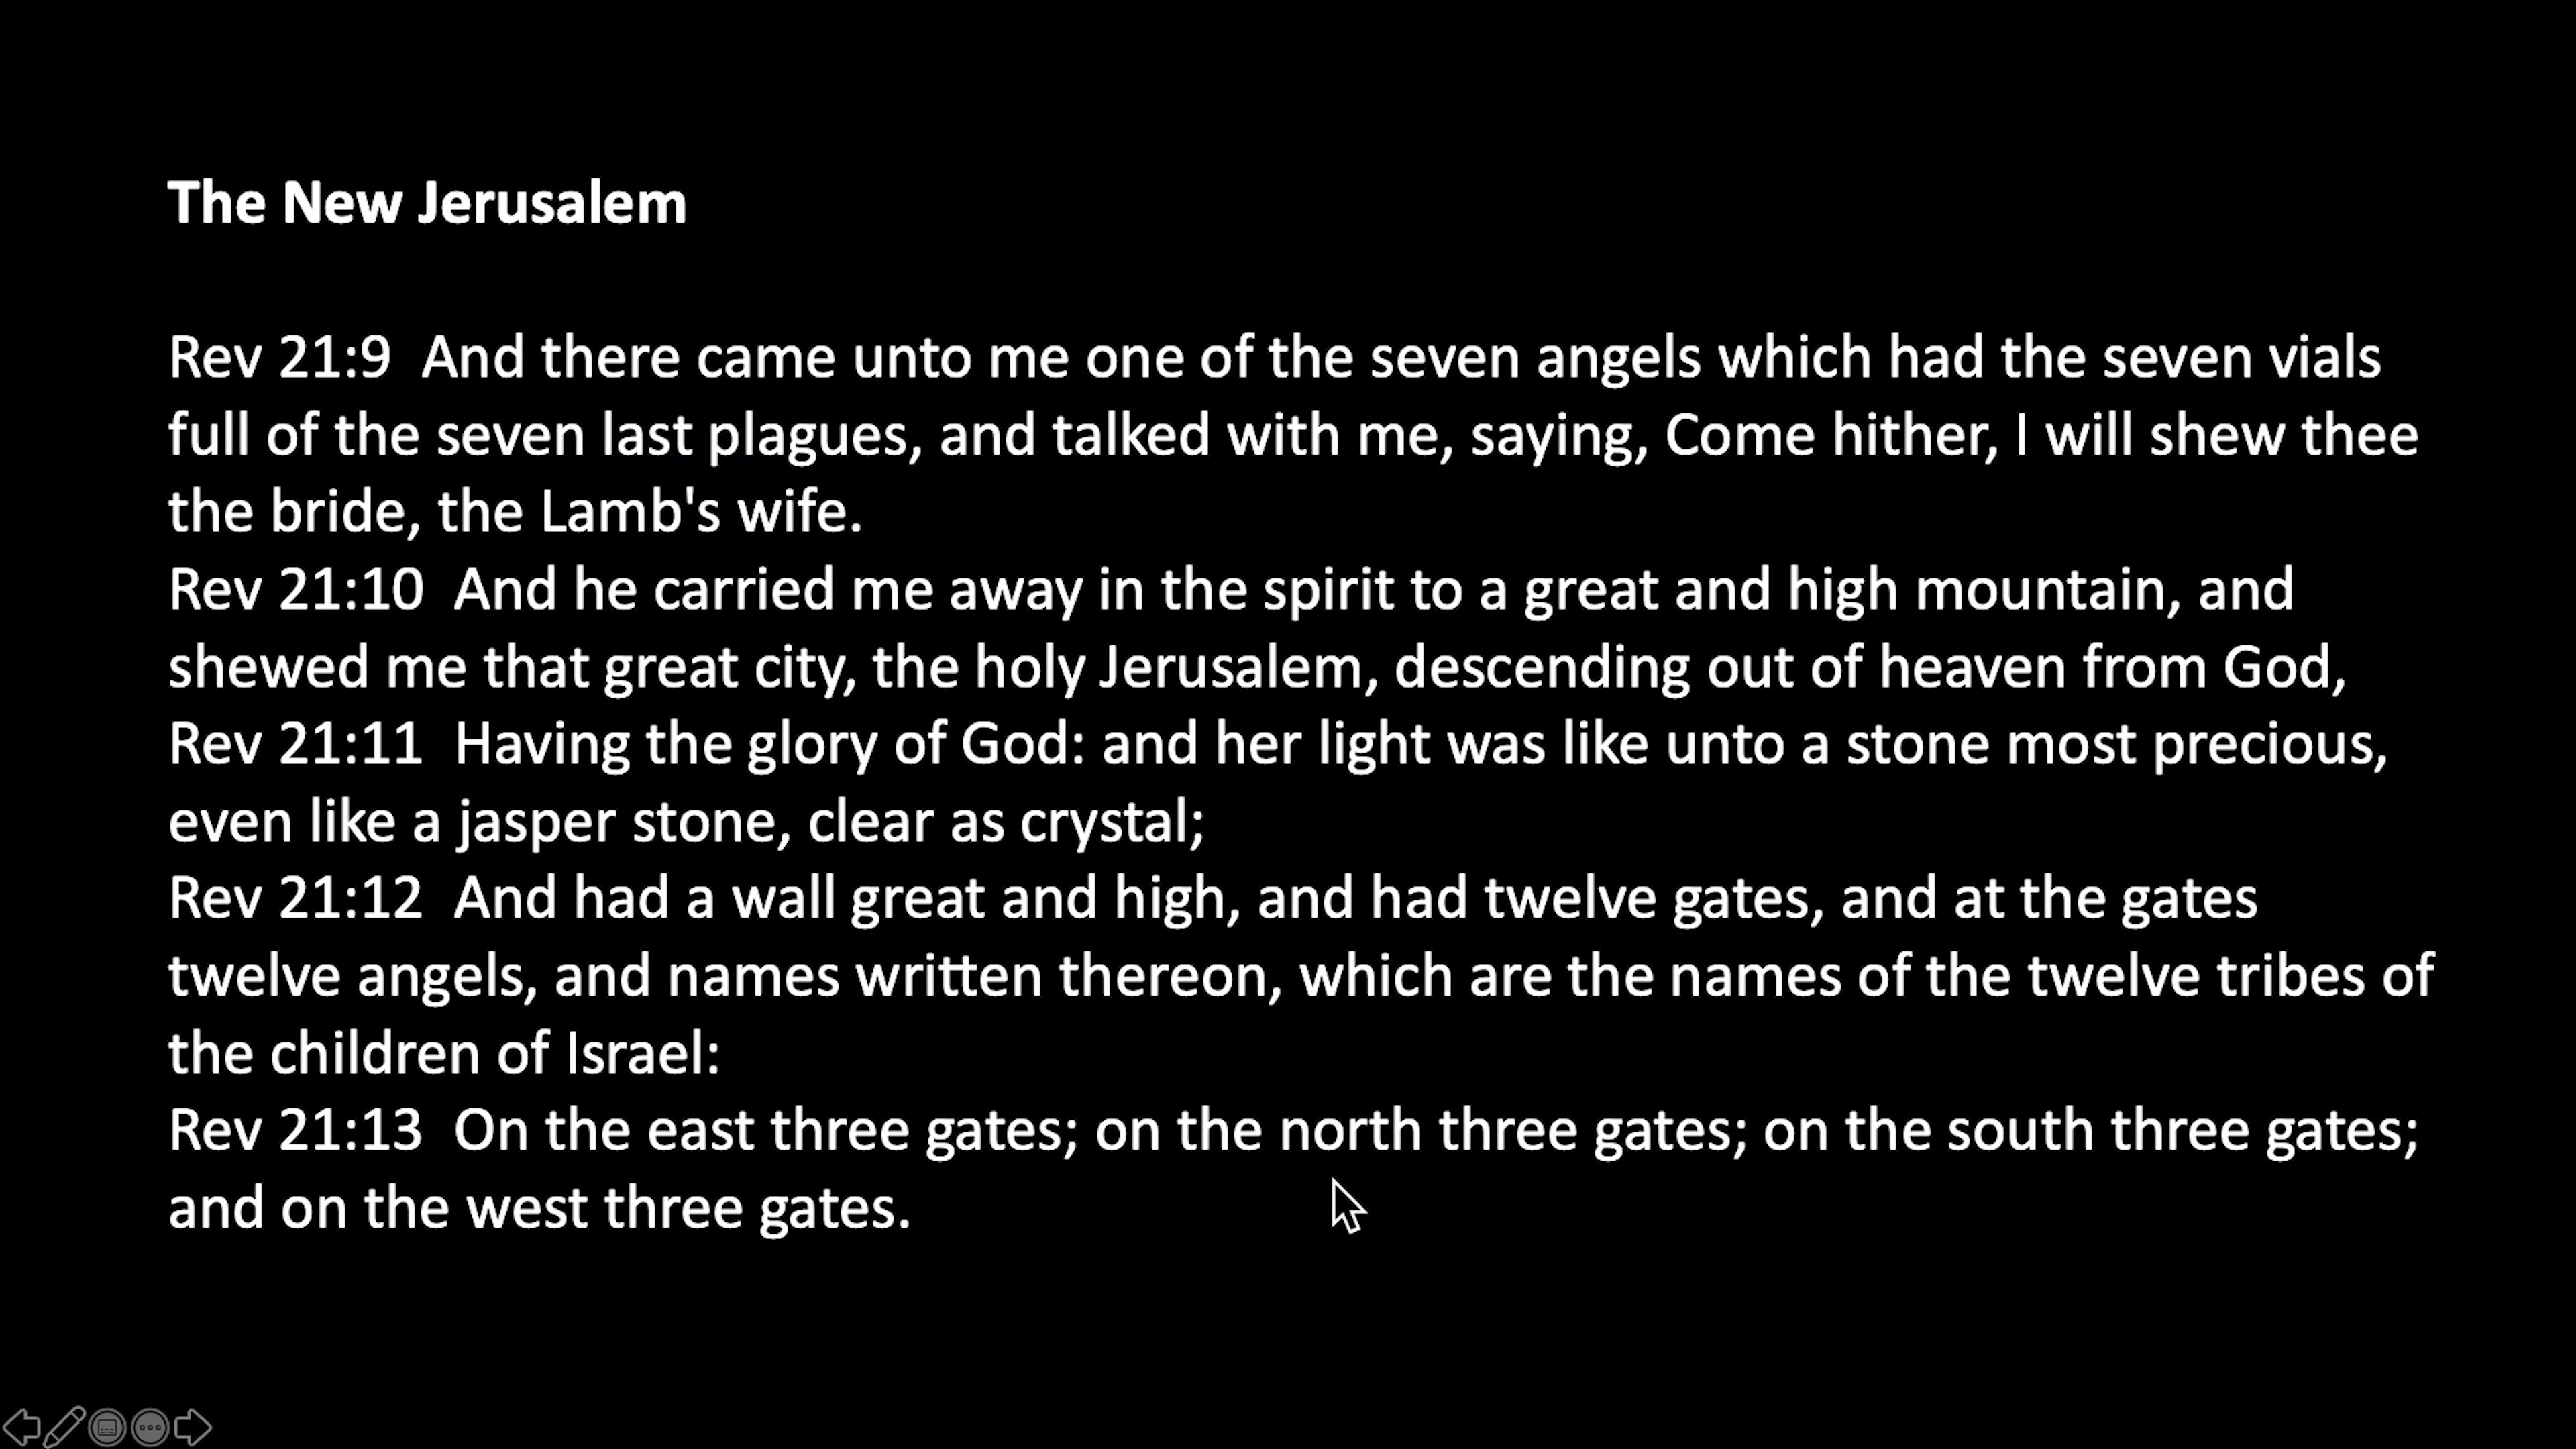 The New Jerusalem
Rev 21:9  And there came unto me one of the seven angels which had the seven vials
full of the seven last plagues, and talked with me, saying, Come hither, I will shew thee
the bride, the Lamb's wife.
Rev 21:10  And he carried me away in the spirit to a great and high mountain, and
shewed me that great city, the holy Jerusalem, descending out of heaven from God,
Rev 21:11  Having the glory of God: and her light was like unto a stone most precious,
even like a jasper stone, clear as crystal;
Rev 21:12  And had a wall great and high, and had twelve gates, and at the gates
twelve angels, and names written thereon, which are the names of the twelve tribes of
the children of Israel:
Rev 21:13  On the east three gates; on the north three gates; on the south three gates;
and on the west three gates.